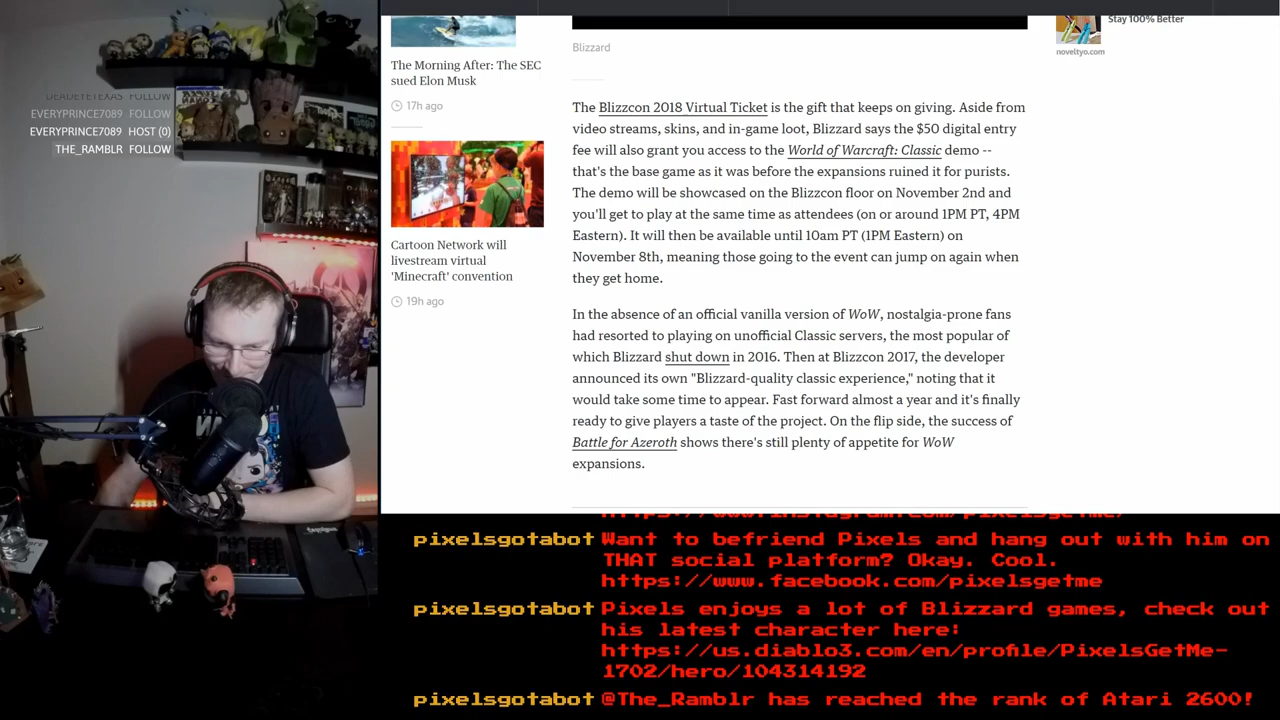 DEADEYETEXAS FOLLOW
EVERYPRINCE7089 FOLLOW
EVERYPRINCE7089 HOST (0)
THE_RAMBLR FOLLOW
The Morning After: The SEC
sued Elon Musk
17h ago
Cartoon Network will
livestream virtual
'Minecraft' convention
19h ago
Blizzard
The Blizzcon 2018 Virtual Ticket is the gift that keeps on giving. Aside from
video streams, skins, and in-game loot, Blizzard says the $50 digital entry
fee will also grant you access to the World of Warcraft: Classic demo --
that's the base game as it was before the expansions ruined it for purists.
The demo will be showcased on the Blizzcon floor on November 2nd and
you'll get to play at the same time as attendees (on or around 1PM PT, 4PM
Eastern). It will then be available until 10am PT (1PM Eastern) on
November 8th, meaning those going to the event can jump on again when
they get home.
In the absence of an official vanilla version of WoW, nostalgia-prone fans
had resorted to playing on unofficial Classic servers, the most popular of
which Blizzard shut down in 2016. Then at Blizzcon 2017, the developer
announced its own "Blizzard-quality classic experience," noting that it
would take some time to appear. Fast forward almost a year and it's finally
ready to give players a taste of the project. On the flip side, the success of
Battle for Azeroth shows there's still plenty of appetite for WoW
expansions.
Stay 100% Better
noveltyo.com
https://www.instagram.com/pixelsgetme/
pixelsgotabot Want to befriend Pixels and hang out with him on
THAT social platform? Okay. Cool.
https://www.facebook.com/pixelsgetme
pixelsgotabot Pixels enjoys a lot of Blizzard games, check out
his latest character here:
https://us.diablo3.com/en/profile/PixelsGetMe-
1702/hero/104314192
pixelsgotabot @The_Ramblr has reached the rank of Atari 2600!